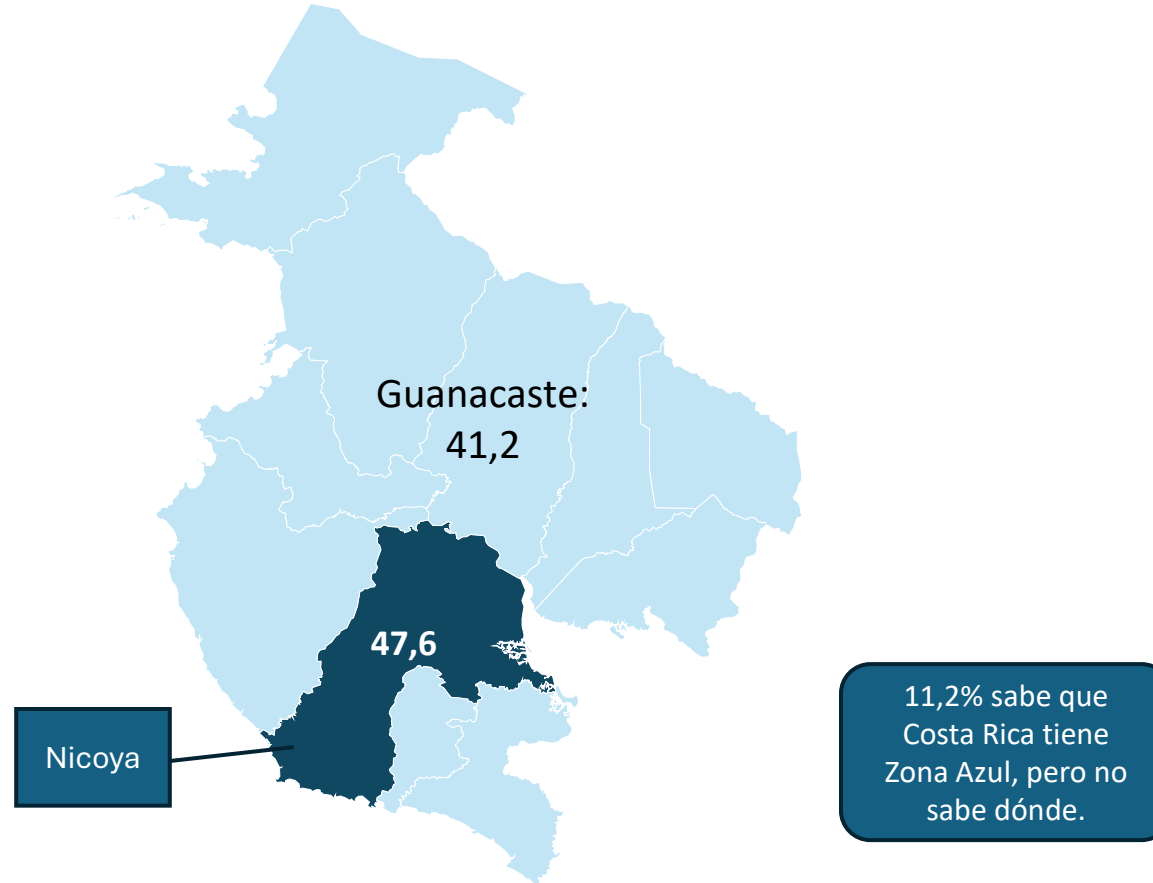 Guanacaste:
41,2
47,6
Nicoya
11,2% sabe que
Costa Rica tiene
Zona Azul, pero no
sabe dónde.